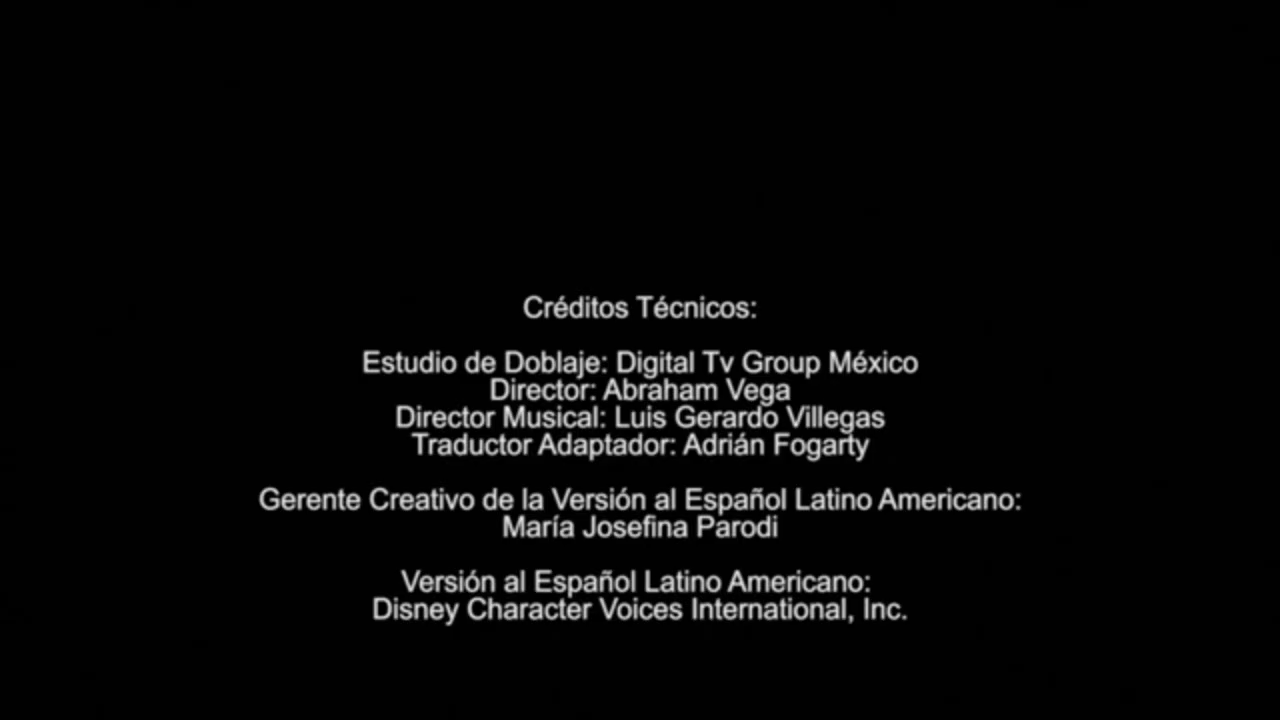 Créditos Técnicos:
Estudio de Doblaje: Digital Tv Group México
Director: Abraham Vega
Director Musical: Luis Gerardo Villegas
Traductor Adaptador: Adrián Fogarty
Gerente Creativo de la Versión al Español Latino Americano:
María Josefina Parodi
Versión al Español Latino Americano:
Disney Character Voices International, Inc.